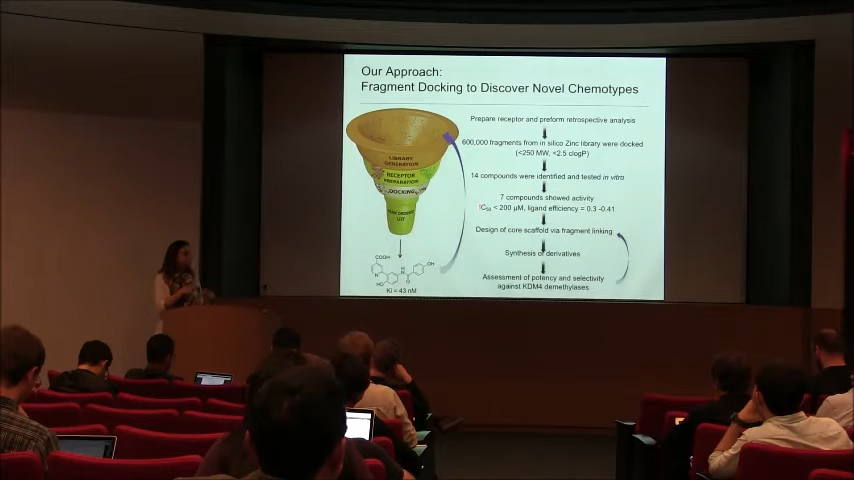 Our Approach:
Fragment Docking to Discover Novel Chemotypes
LIBRARY
GENERATION
RECEPTOR
PREPARATION
DOCKING
LIST
COOH
N
HO
H
N
O
OH
Ki = 43 nM
Prepare receptor and preform retrospective analysis
600,000 fragments from in silico Zinc library were docked
(<250 MW, <2.5 clogP)
14 compounds were identified and tested in vitro
7 compounds showed activity
IC50 < 200 µM, ligand efficiency = 0.3 -0.41
Design of core scaffold via fragment linking
Synthesis of derivatives
Assessment of potency and selectivity
against KDM4 demethylases